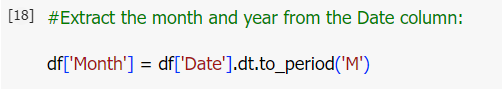 [18] #Extract the month and year from the Date column:
df['Month'] = df['Date'].dt.to_period('M')